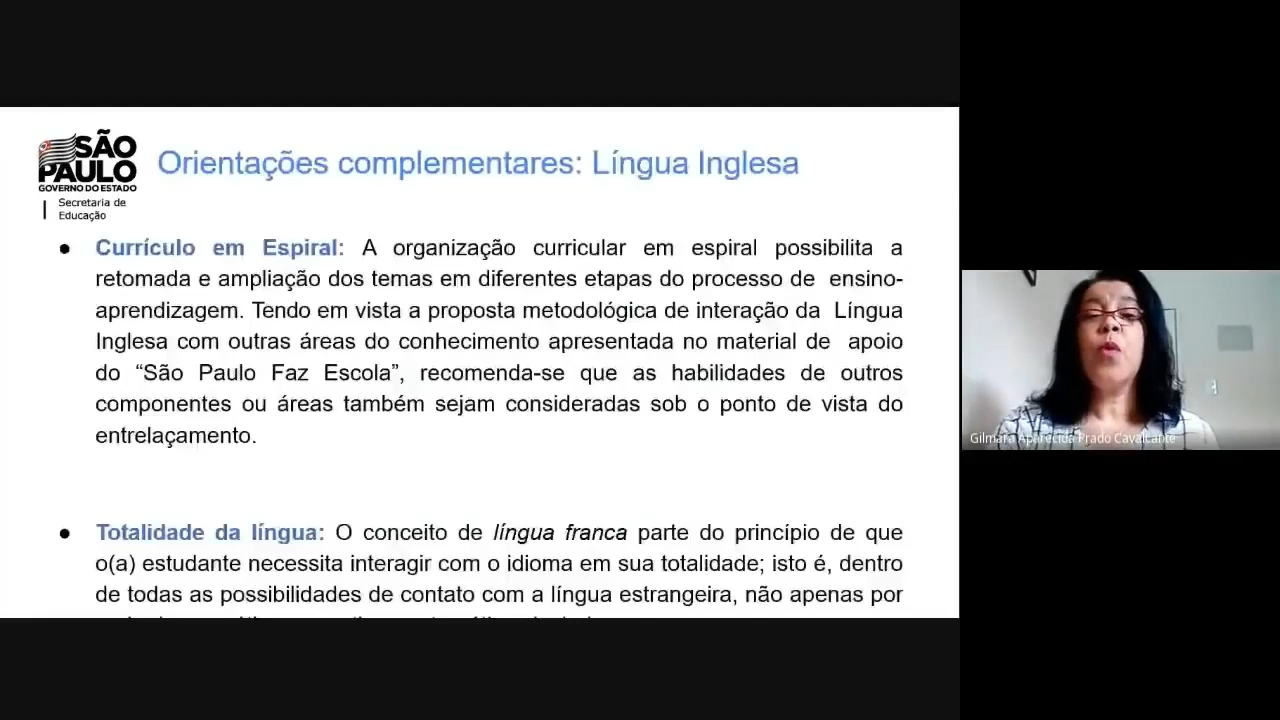 SÃO
PAULO
GOVERNO DO ESTADO
Secretaria de
Educação
Orientações complementares: Língua Inglesa
● Currículo em Espiral: A organização curricular em espiral possibilita a
retomada e ampliação dos temas em diferentes etapas do processo de ensino-
aprendizagem. Tendo em vista a proposta metodológica de interação da Língua
Inglesa com outras áreas do conhecimento apresentada no material de apoio
do “São Paulo Faz Escola”, recomenda-se que as habilidades de outros
componentes ou áreas também sejam consideradas sob o ponto de vista do
entrelaçamento.
● Totalidade da língua: O conceito de língua franca parte do princípio de que
o(a) estudante necessita interagir com o idioma em sua totalidade; isto é, dentro
de todas as possibilidades de contato com a língua estrangeira, não apenas por
Gilmara Aparecida Prado Cavalcante